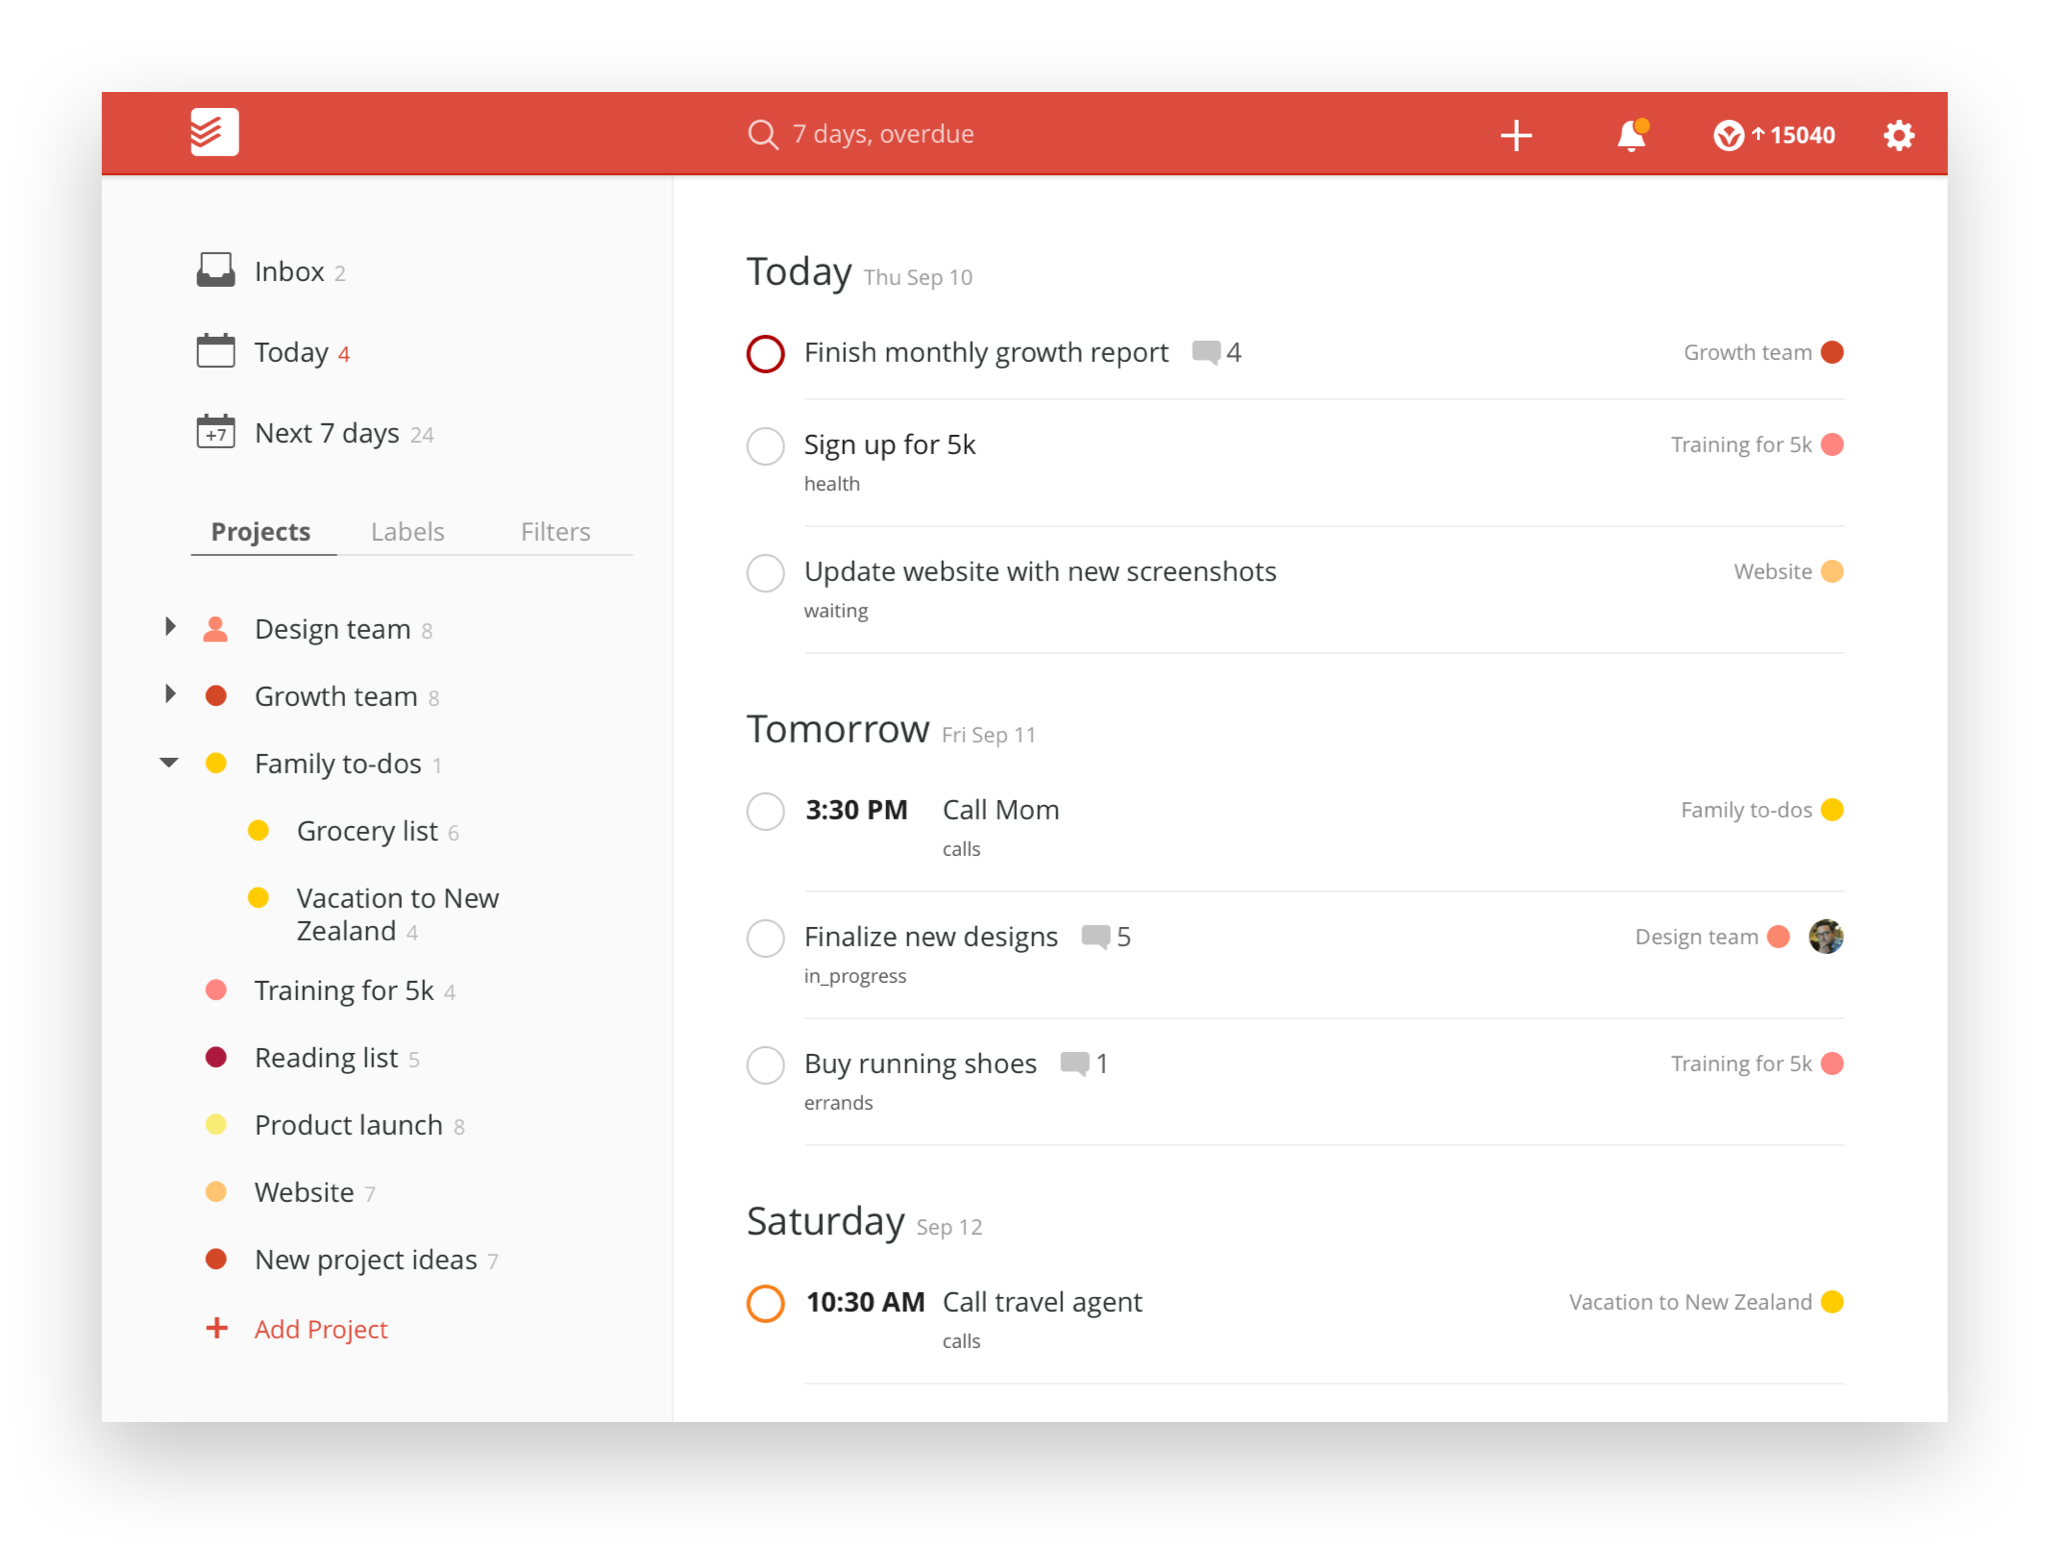 7 days, overdue
15040
Inbox 2
Today 4
+7 Next 7 days 24
Projects Labels Filters
Design team 8
Growth team 8
Family to-dos 1
Grocery list 6
Vacation to New
Zealand 4
Training for 5k 4
Reading list 5
Product launch 8
Website 7
New project ideas 7
+ Add Project
Today Thu Sep 10
Finish monthly growth report 4 Growth team
Sign up for 5k Training for 5k
health
Update website with new screenshots Website
waiting
Tomorrow Fri Sep 11
3:30 PM Call Mom Family to-dos
calls
Finalize new designs 5 Design team
in_progress
Buy running shoes 1 Training for 5k
errands
Saturday Sep 12
10:30 AM Call travel agent Vacation to New Zealand
calls